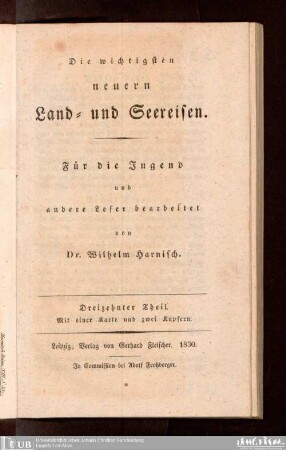 Die wichtigsten
neuern
Land- und Seereisen.
Für die Jugend
und
andere Leser bearbeitet
von
Dr. Wilhelm Harnisch.
Dreizehnter Theil.
Mit einer Karte und zwei Kupfern.
Leipzig, Verlag von Gerhard Fleischer. 1830.
In Commission bei Adolf Frohberger.
*
UB